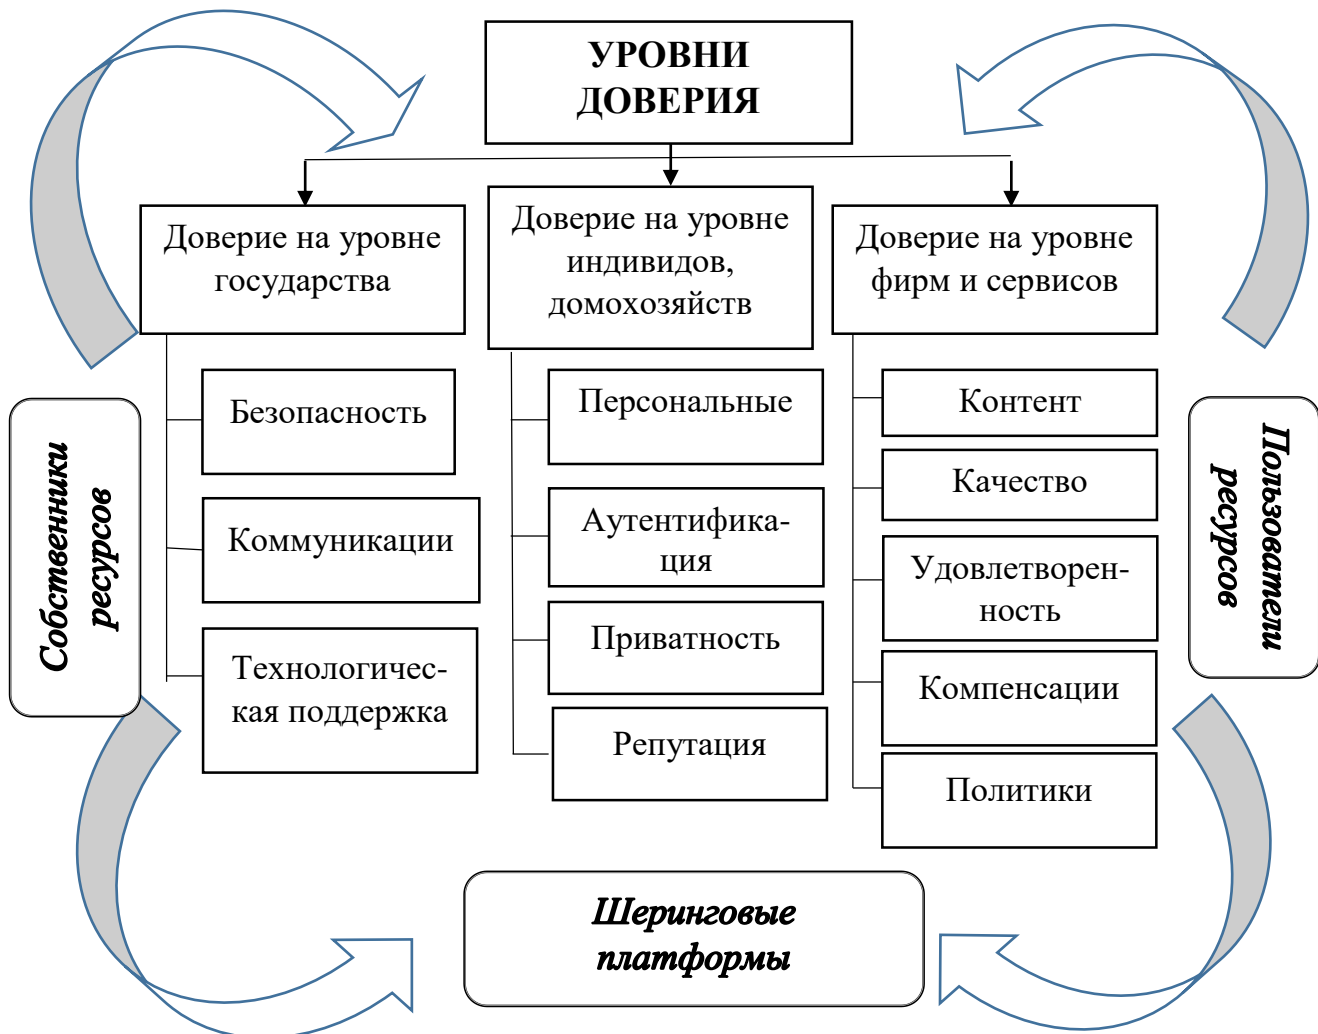 УРОВНИ
ДОВЕРИЯ
Доверие на уровне
государства
Доверие на уровне
индивидов,
домохозяйств
Доверие на уровне
фирм и сервисов
Безопасность
Коммуникации
Технологичес-
кая поддержка
Персональные
Аутентифика-
ция
Приватность
Репутация
Контент
Качество
Удовлетворен-
ность
Компенсации
Политики
Собственники
ресурсов
Пользователи
ресурсов
Шеринговые
платформы